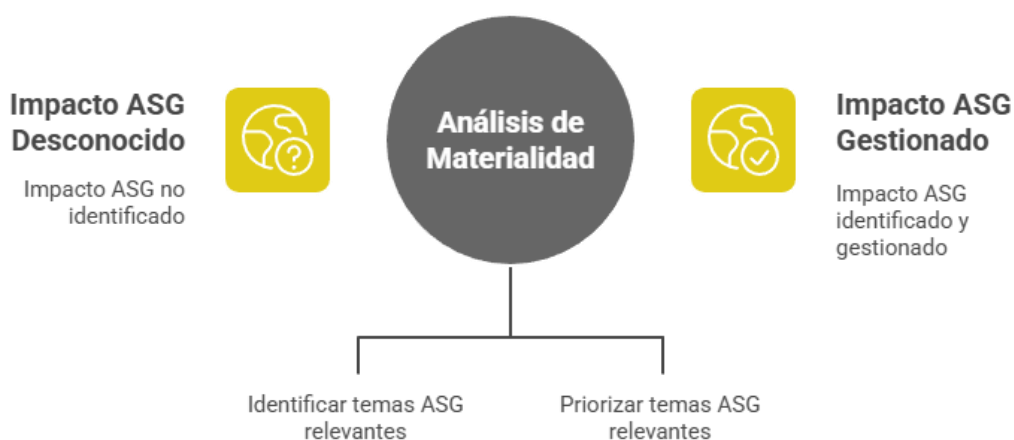 Impacto ASG
Desconocido
Impacto ASG no
identificado
Análisis de
Materialidad
Impacto ASG
Gestionado
Impacto ASG
identificado y
gestionado
Identificar temas ASG
relevantes
Priorizar temas ASG
relevantes